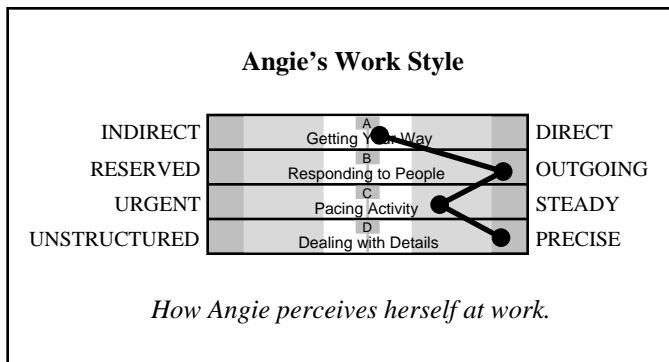 Angie’s Work Style
INDIRECT A Getting Your Way DIRECT
RESERVED B Responding to People OUTGOING
URGENT C Pacing Activity STEADY
UNSTRUCTURED D Dealing with Details PRECISE
How Angie perceives herself at work.